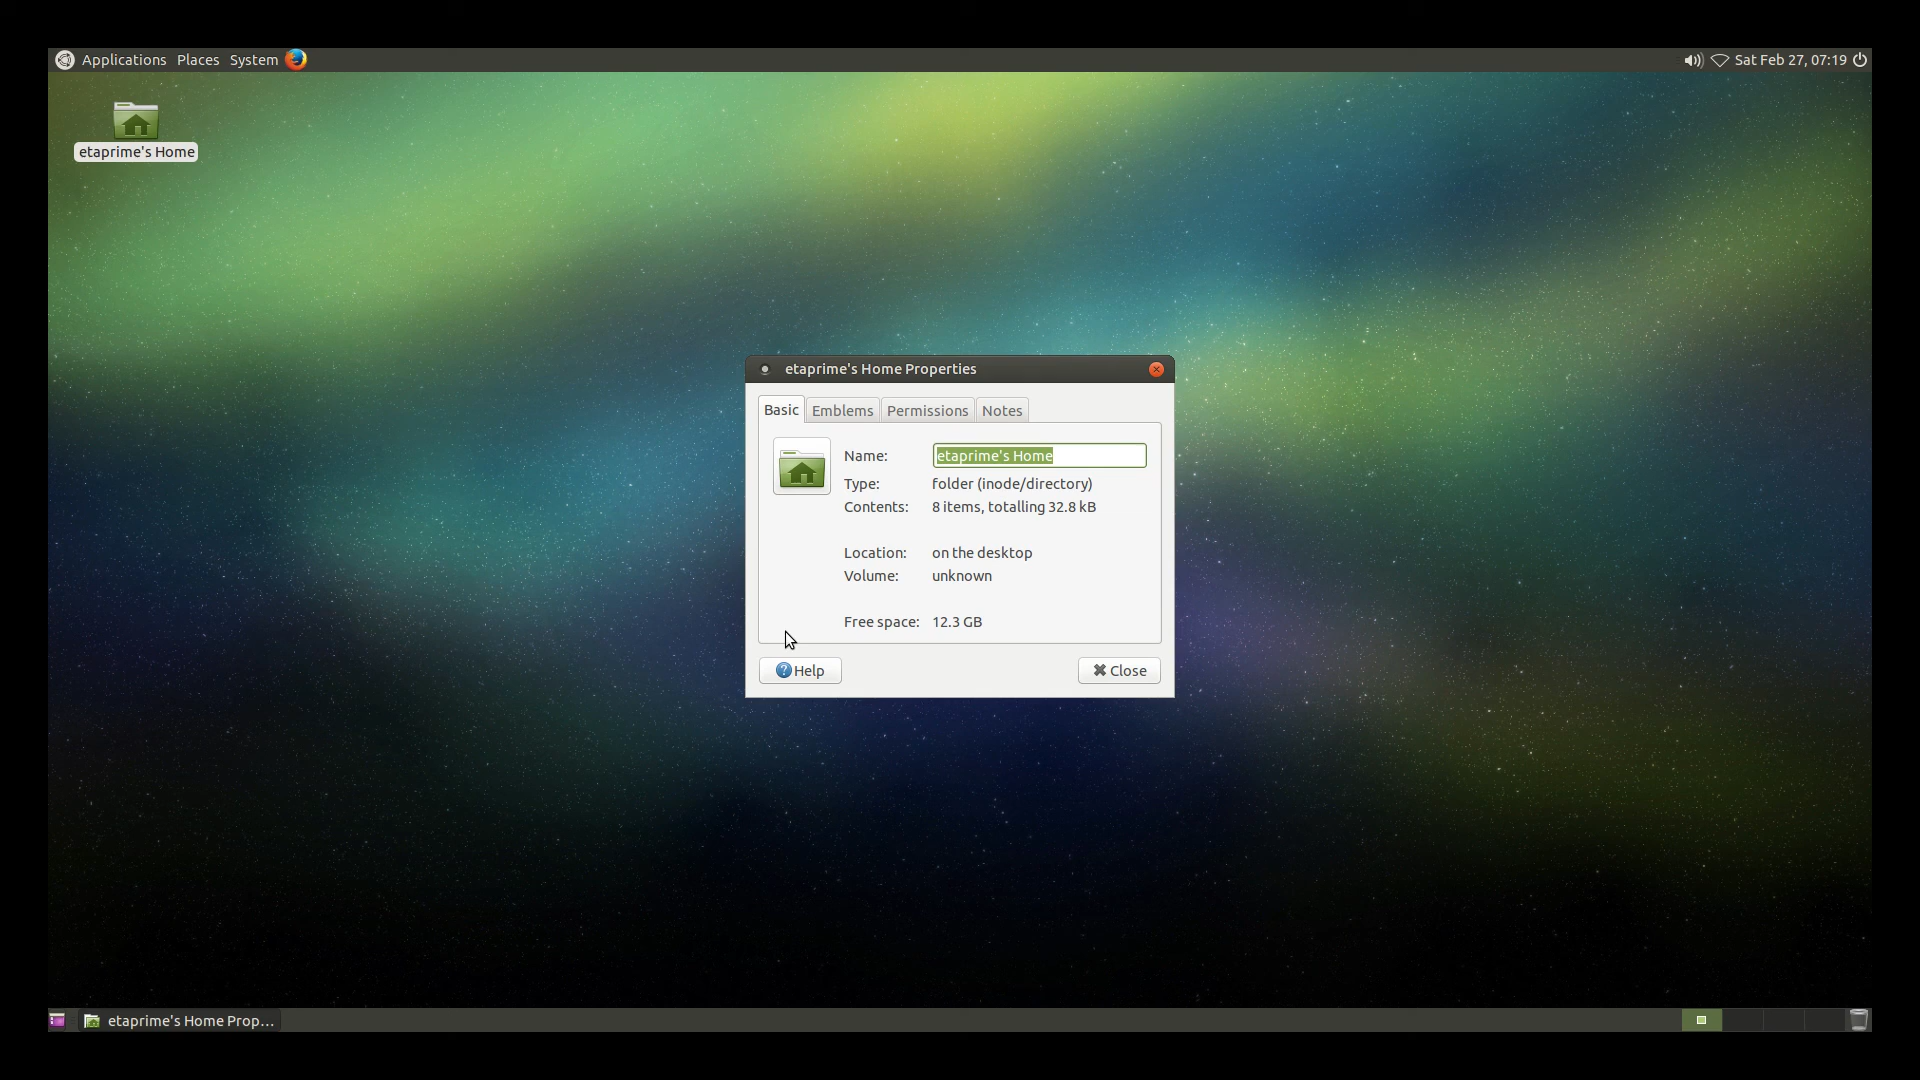 Applications Places System
Sat Feb 27, 07:19
etaprime's Home
etaprime's Home Properties
Basic Emblems Permissions Notes
Name: etaprime's Home
Type: folder (inode/directory)
Contents: 8 items, totalling 32.8 kB
Location: on the desktop
Volume: unknown
Free space: 12.3 GB
Help Close
etaprime's Home Prop...